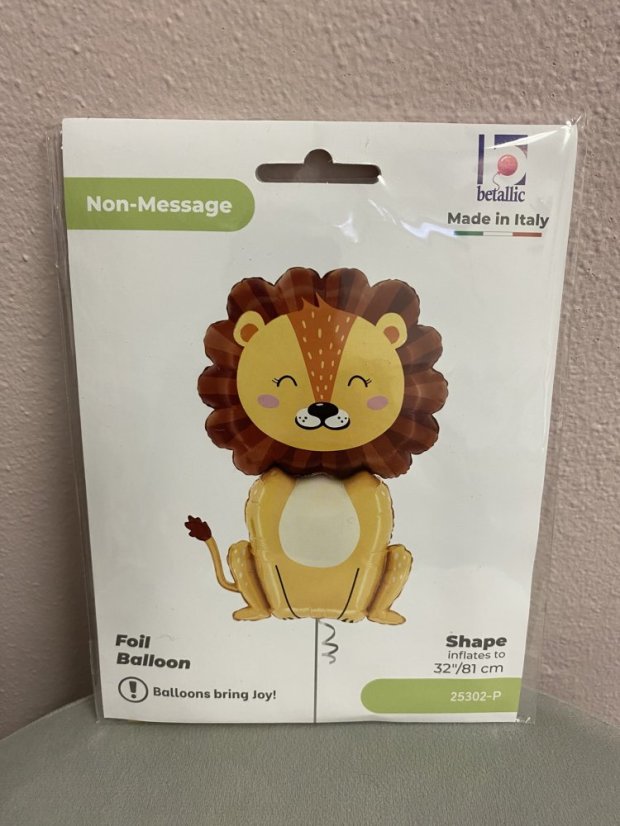 Non-Message
betallic
Made in Italy
Foil
Balloon
Balloons bring Joy!
Shape
inflates to
32"/81 cm
25302-P